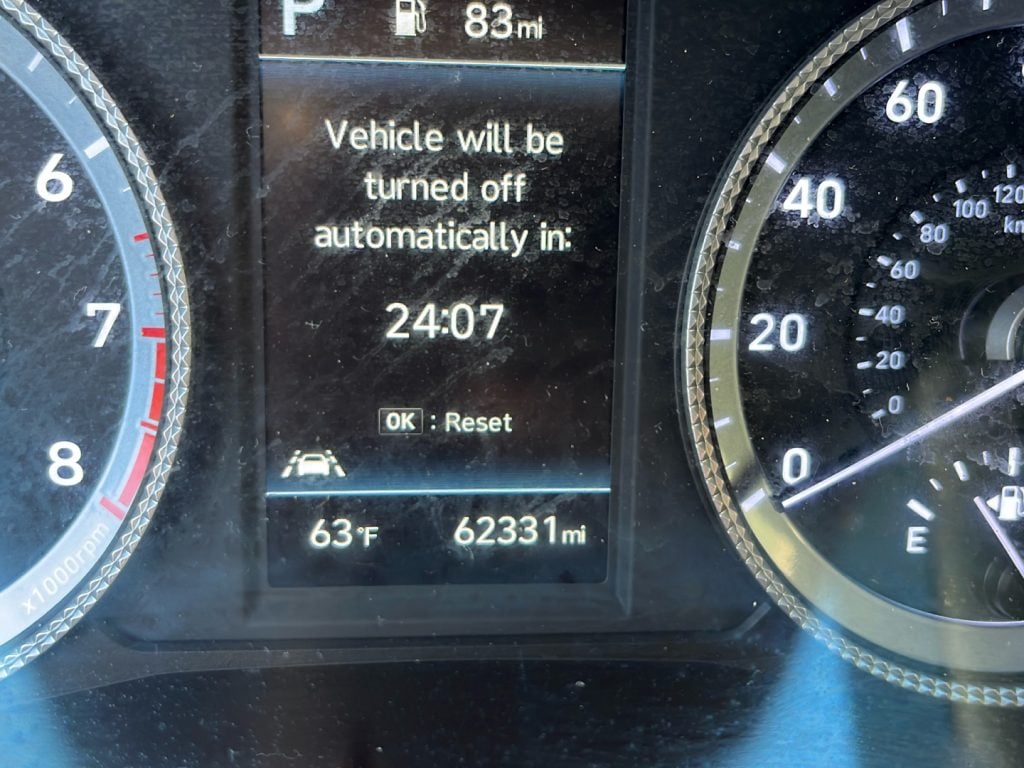 P 83mi
Vehicle will be
turned off
automatically in:
24:07
OK : Reset
63°F 62331mi
6
7
8
x1000rpm
60
40
20
0
120
100
80
60
40
20
0
E